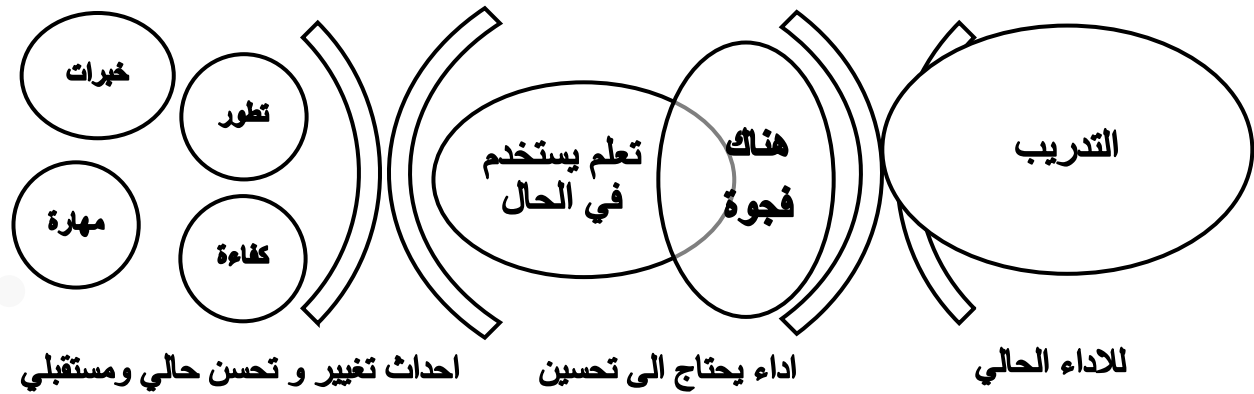 التدريب
هناك
فجوة
تعلم يستخدم
في الحال
تطور
خبرات
كفاءة
مهارة
للاداء الحالي
اداء يحتاج الى تحسين
احداث تغيير و تحسن حالي ومستقبلي